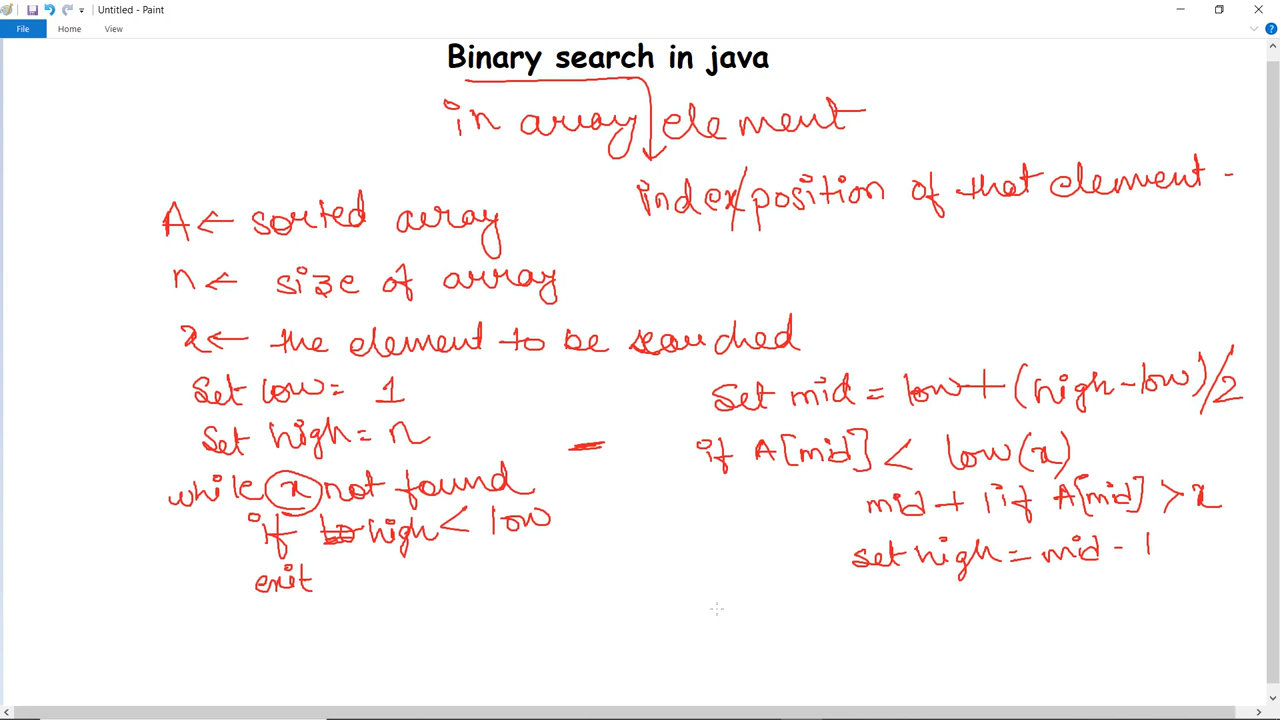 Untitled - Paint
File Home View
Binary search in java
in array element
index/position of that element -
A ← sorted array
n ← size of array
x ← the element to be searched
Set low = 1
Set high = n
while x not found
if high < low
exit
Set mid = low + (high - low)/2
if A[mid] < low(x)
mid + 1 if A[mid] > x
set high = mid - 1